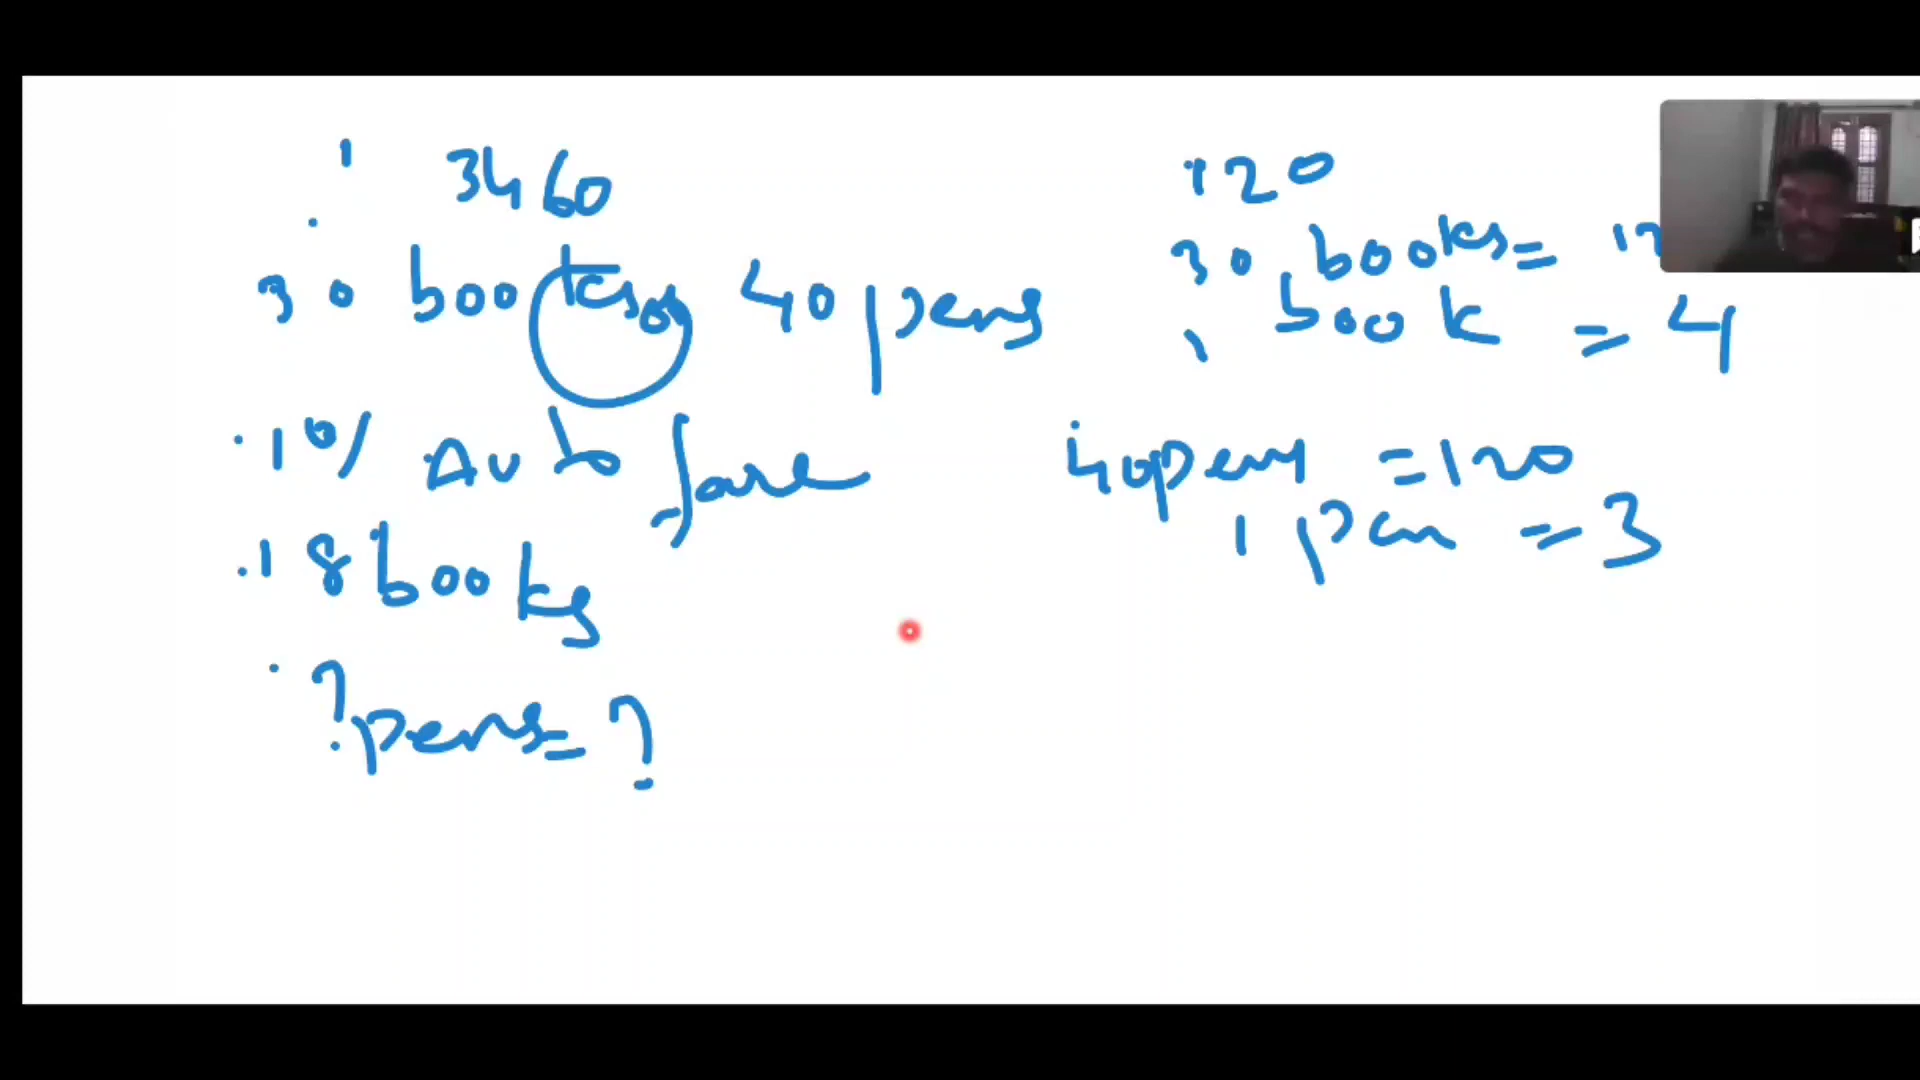 3460
30 books or 40 pens
10% Auto fare
18 books
? pens = ?
120
30 books = 12
1 book = 4
40 pens = 120
1 pen = 3